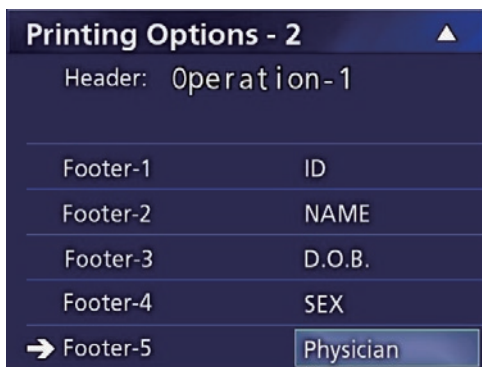 Printing Options - 2
Header: Operation-1
Footer-1 ID
Footer-2 NAME
Footer-3 D.O.B.
Footer-4 SEX
Footer-5 Physician